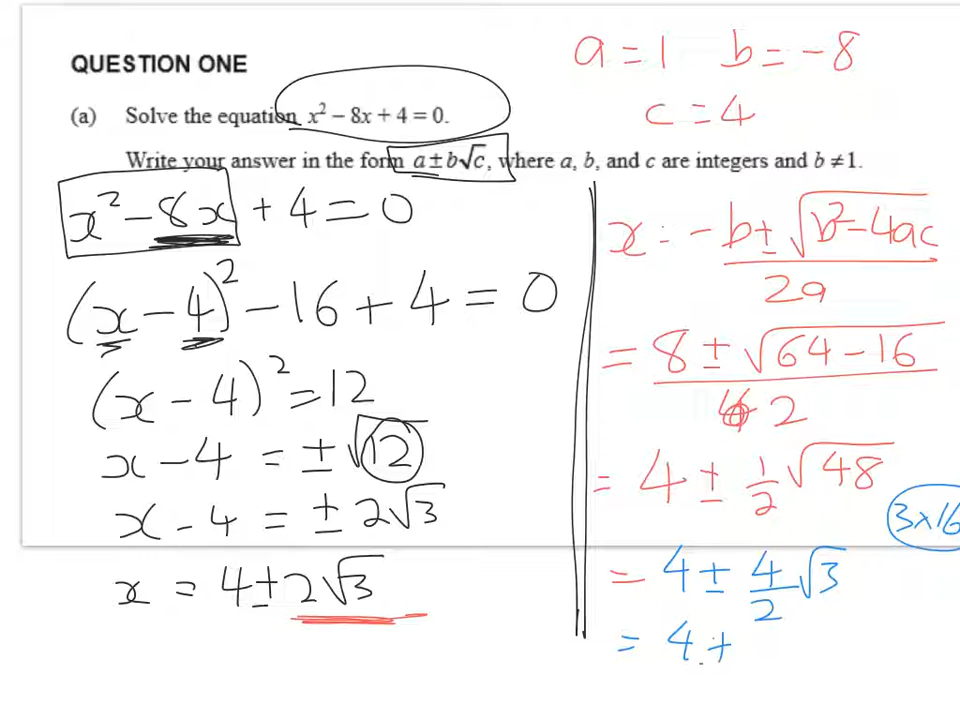 QUESTION ONE
(a) Solve the equation x² − 8x + 4 = 0.
Write your answer in the form a ± b√c, where a, b, and c are integers and b ≠ 1.
x² − 8x + 4 = 0
(x − 4)² − 16 + 4 = 0
(x − 4)² = 12
x − 4 = ± √12
x − 4 = ± 2√3
x = 4 ± 2√3
a = 1 b = −8
c = 4
x = −b ± √b² − 4ac
2a
= 8 ± √64 − 16
2
= 4 ± 1/2 √48
3 x 16
= 4 ± 4/2 √3
= 4 ±